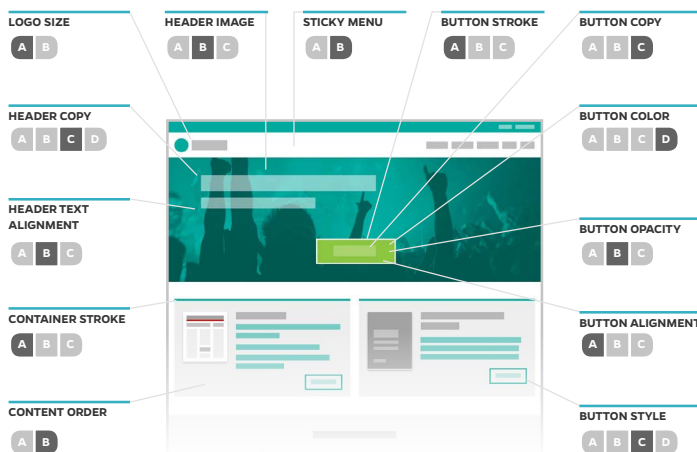 LOGO SIZE
A B
HEADER IMAGE
A B C
STICKY MENU
A B
BUTTON STROKE
A B C
BUTTON COPY
A B C
HEADER COPY
A B C D
BUTTON COLOR
A B C D
HEADER TEXT
ALIGNMENT
A B C
BUTTON OPACITY
A B C
CONTAINER STROKE
A B C
BUTTON ALIGNMENT
A B C
CONTENT ORDER
A B
BUTTON STYLE
A B C D